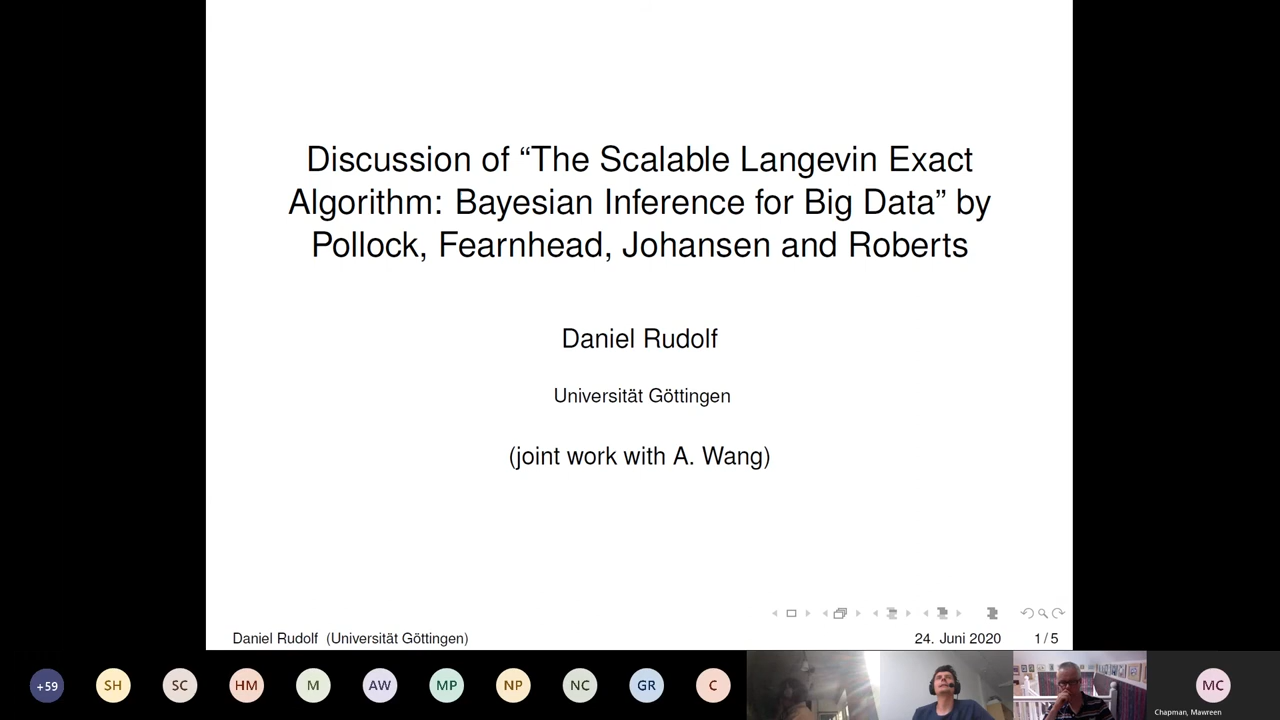 Discussion of “The Scalable Langevin Exact
Algorithm: Bayesian Inference for Big Data” by
Pollock, Fearnhead, Johansen and Roberts
Daniel Rudolf
Universität Göttingen
(joint work with A. Wang)
Daniel Rudolf (Universität Göttingen) 24. Juni 2020 1 / 5
+59 SH SC HM M AW MP NP NC GR C MC
Chapman, Mawreen